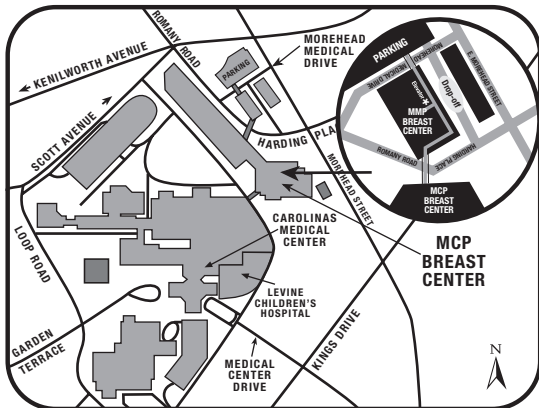 ROMANY ROAD
KENILWORTH AVENUE
MOREHEAD
MEDICAL
DRIVE
PARKING
SCOTT AVENUE
HARDING PLA
MOREHEAD STREET
LOOP ROAD
CAROLINAS
MEDICAL
CENTER
LEVINE
CHILDREN'S
HOSPITAL
GARDEN
TERRACE
MEDICAL
CENTER
DRIVE
KINGS DRIVE
MCP
BREAST
CENTER
N
PARKING
MOREHEAD
MEDICAL DRIVE
E. MOREHEAD STREET
Elevator
Drop-off
MMP
BREAST
CENTER
ROMANY ROAD
HARDING PLACE
MCP
BREAST
CENTER